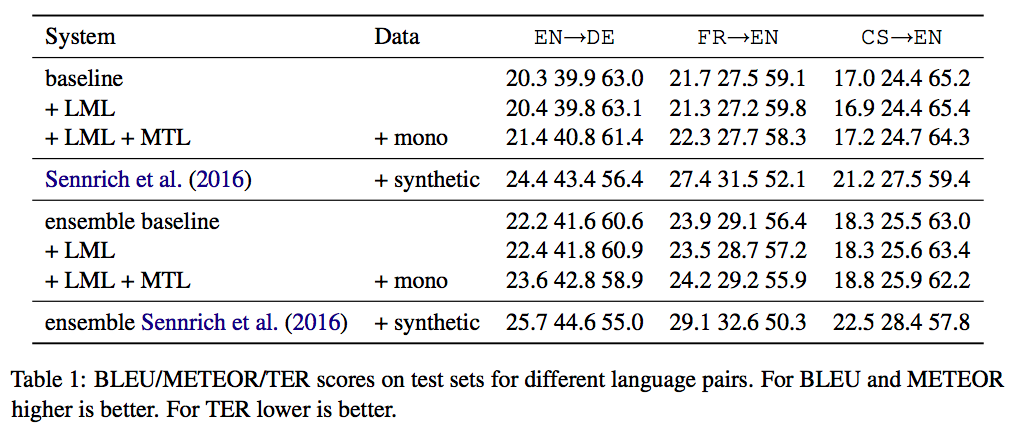 System Data EN→DE FR→EN CS→EN
baseline 20.3 39.9 63.0 21.7 27.5 59.1 17.0 24.4 65.2
+ LML 20.4 39.8 63.1 21.3 27.2 59.8 16.9 24.4 65.4
+ LML + MTL + mono 21.4 40.8 61.4 22.3 27.7 58.3 17.2 24.7 64.3
Sennrich et al. (2016) + synthetic 24.4 43.4 56.4 27.4 31.5 52.1 21.2 27.5 59.4
ensemble baseline 22.2 41.6 60.6 23.9 29.1 56.4 18.3 25.5 63.0
+ LML 22.4 41.8 60.9 23.5 28.7 57.2 18.3 25.6 63.4
+ LML + MTL + mono 23.6 42.8 58.9 24.2 29.2 55.9 18.8 25.9 62.2
ensemble Sennrich et al. (2016) + synthetic 25.7 44.6 55.0 29.1 32.6 50.3 22.5 28.4 57.8
Table 1: BLEU/METEOR/TER scores on test sets for different language pairs. For BLEU and METEOR
higher is better. For TER lower is better.